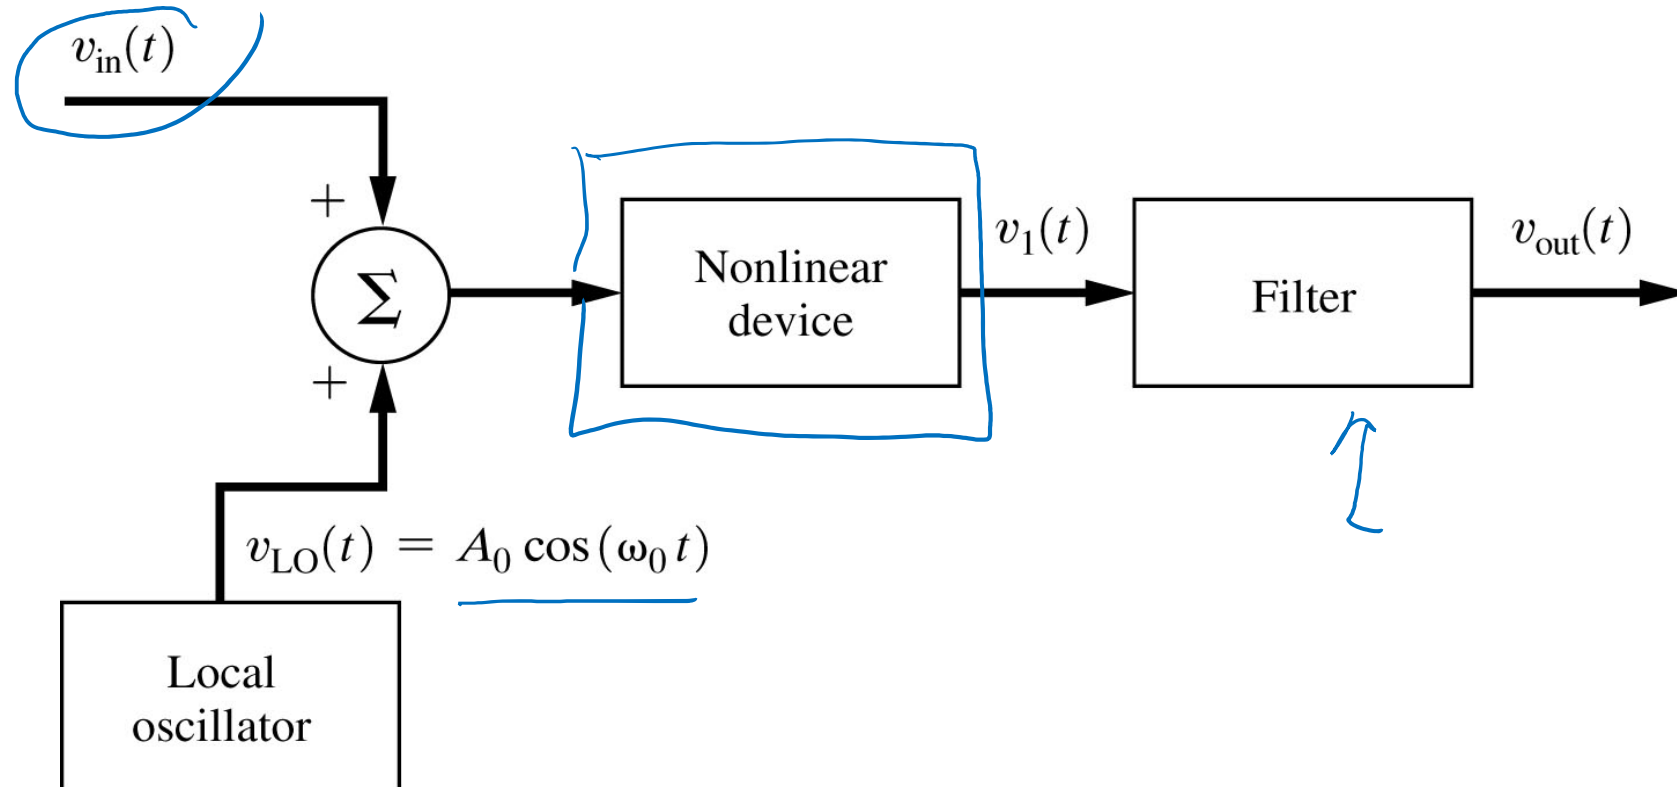 v_in(t)
+
Σ
Nonlinear
device
v_1(t)
Filter
v_out(t)
+
v_LO(t) = A_0 cos(ω_0 t)
Local
oscillator